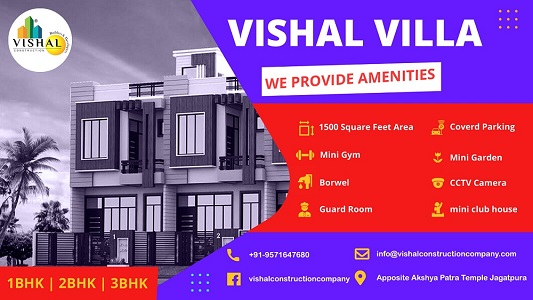 VISHAL
CONSTRUCTION
VISHAL VILLA
WE PROVIDE AMENITIES
1500 Square Feet Area
Coverd Parking
Mini Gym
Mini Garden
Borwel
CCTV Camera
Guard Room
mini club house
+91-9571647680
info@vishalconstructioncompany.com
vishalconstructioncompany
Apposite Akshya Patra Temple Jagatpura
1BHK | 2BHK | 3BHK